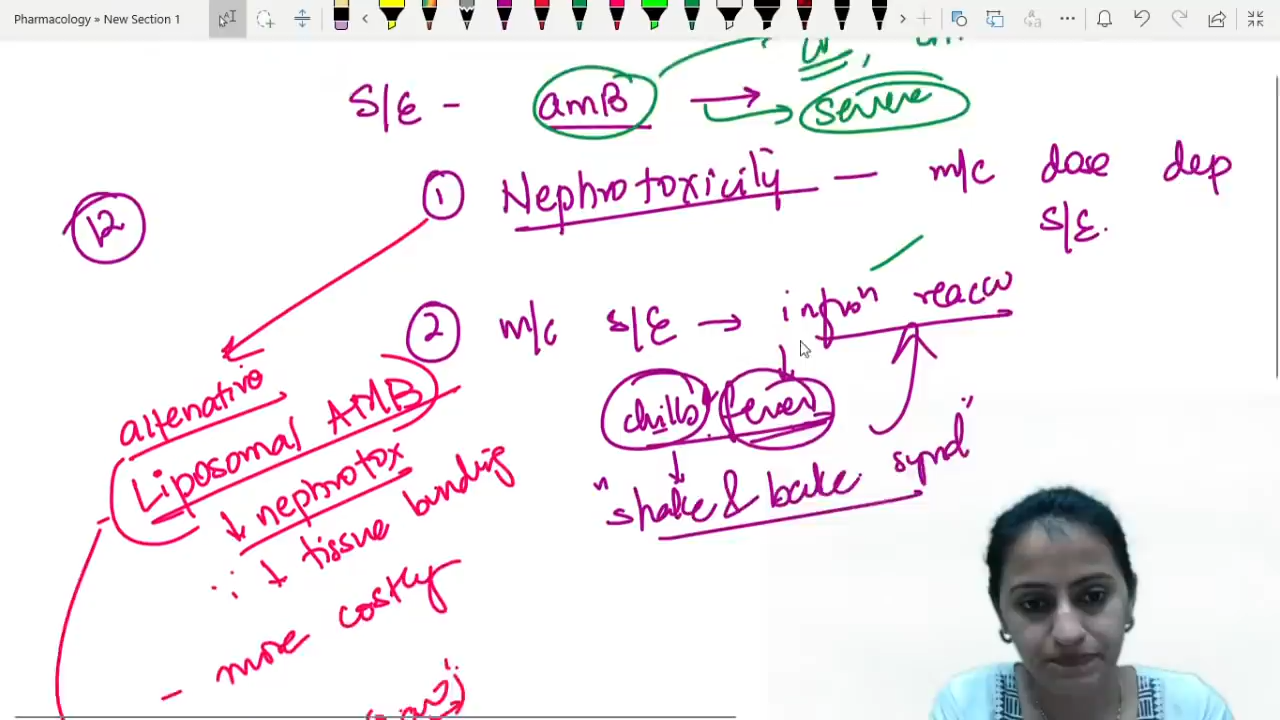 Pharmacology » New Section 1
S/E - amB → severe
① Nephrotoxicity — m/c dose dep
S/E.
12
② m/c S/E → infusⁿ reacⁿ
chills, fever
"shake & bake synd"
alternative
Liposomal AMB
↓ nephrotox
∵ ↓ tissue binding
- more costly